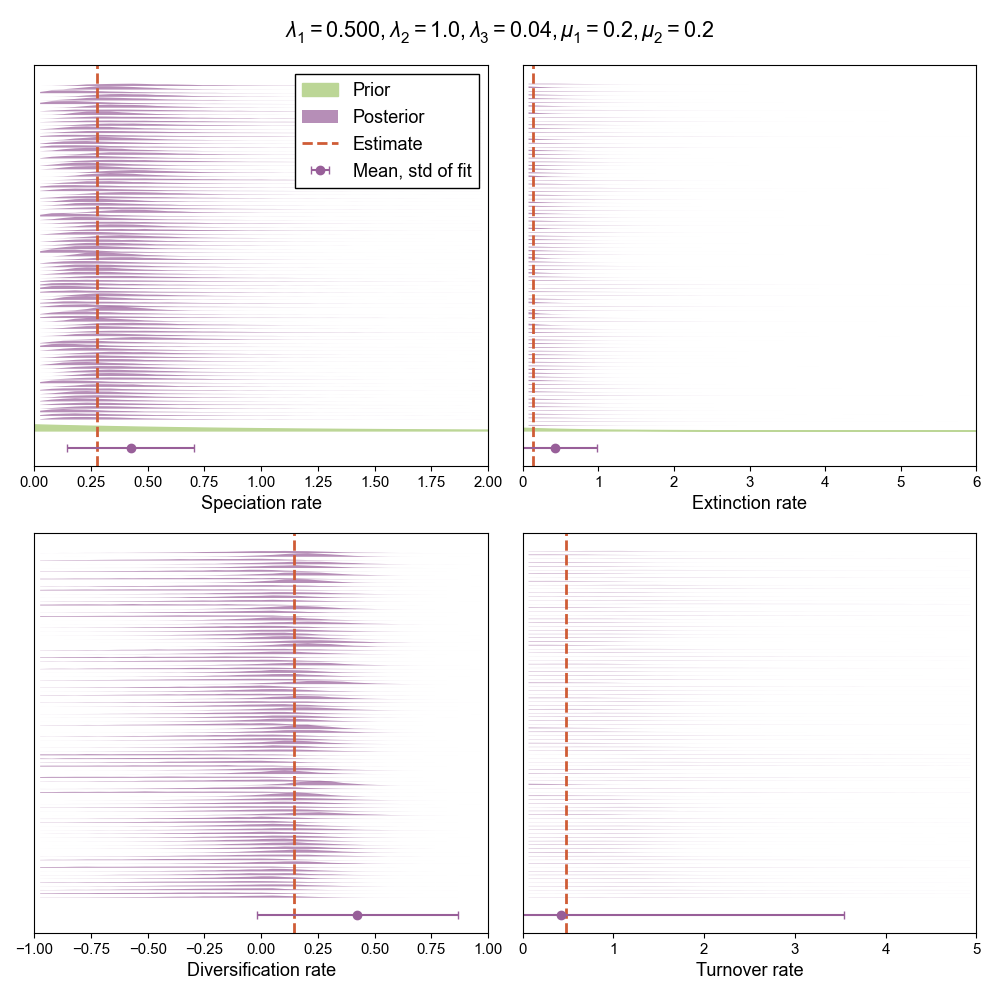 λ₁ = 0.500, λ₂ = 1.0, λ₃ = 0.04, μ₁ = 0.2, μ₂ = 0.2
Prior
Posterior
Estimate
Mean, std of fit
0.00 0.25 0.50 0.75 1.00 1.25 1.50 1.75 2.00
Speciation rate
0 1 2 3 4 5 6
Extinction rate
−1.00 −0.75 −0.50 −0.25 0.00 0.25 0.50 0.75 1.00
Diversification rate
0 1 2 3 4 5
Turnover rate